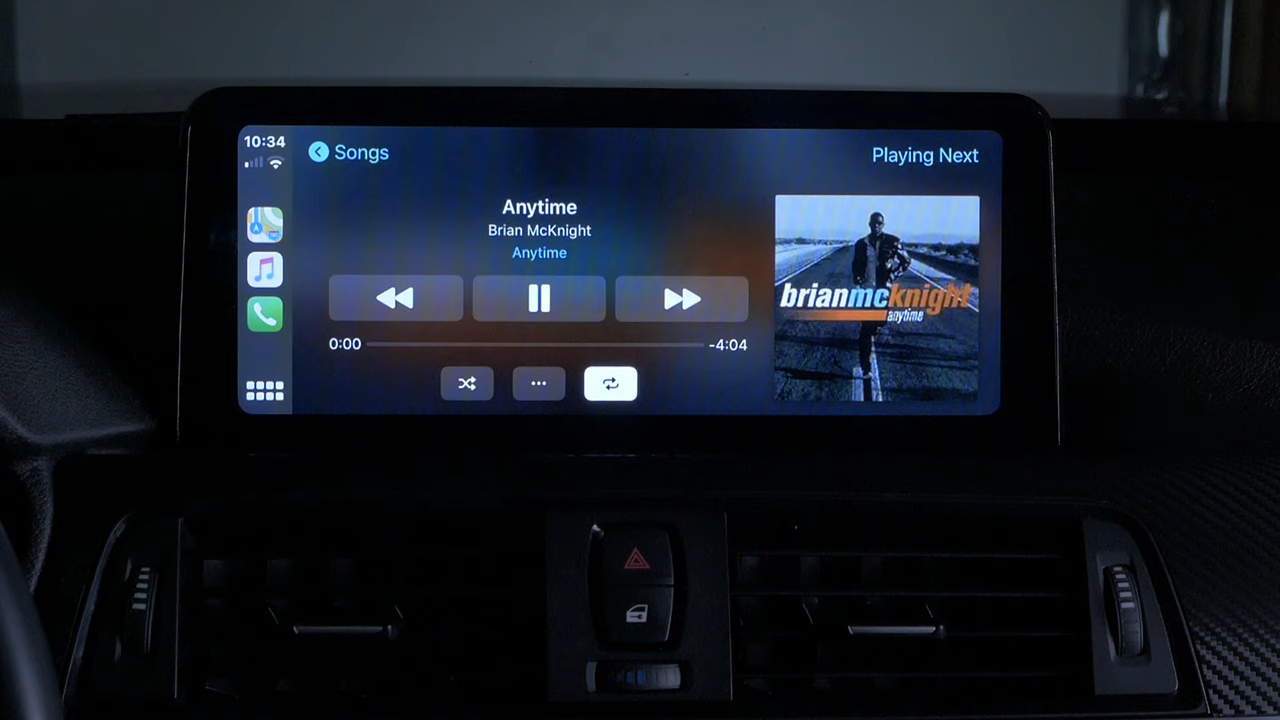 10:34
Songs
Playing Next
Anytime
Brian McKnight
Anytime
0:00
-4:04
brianmcknight
anytime